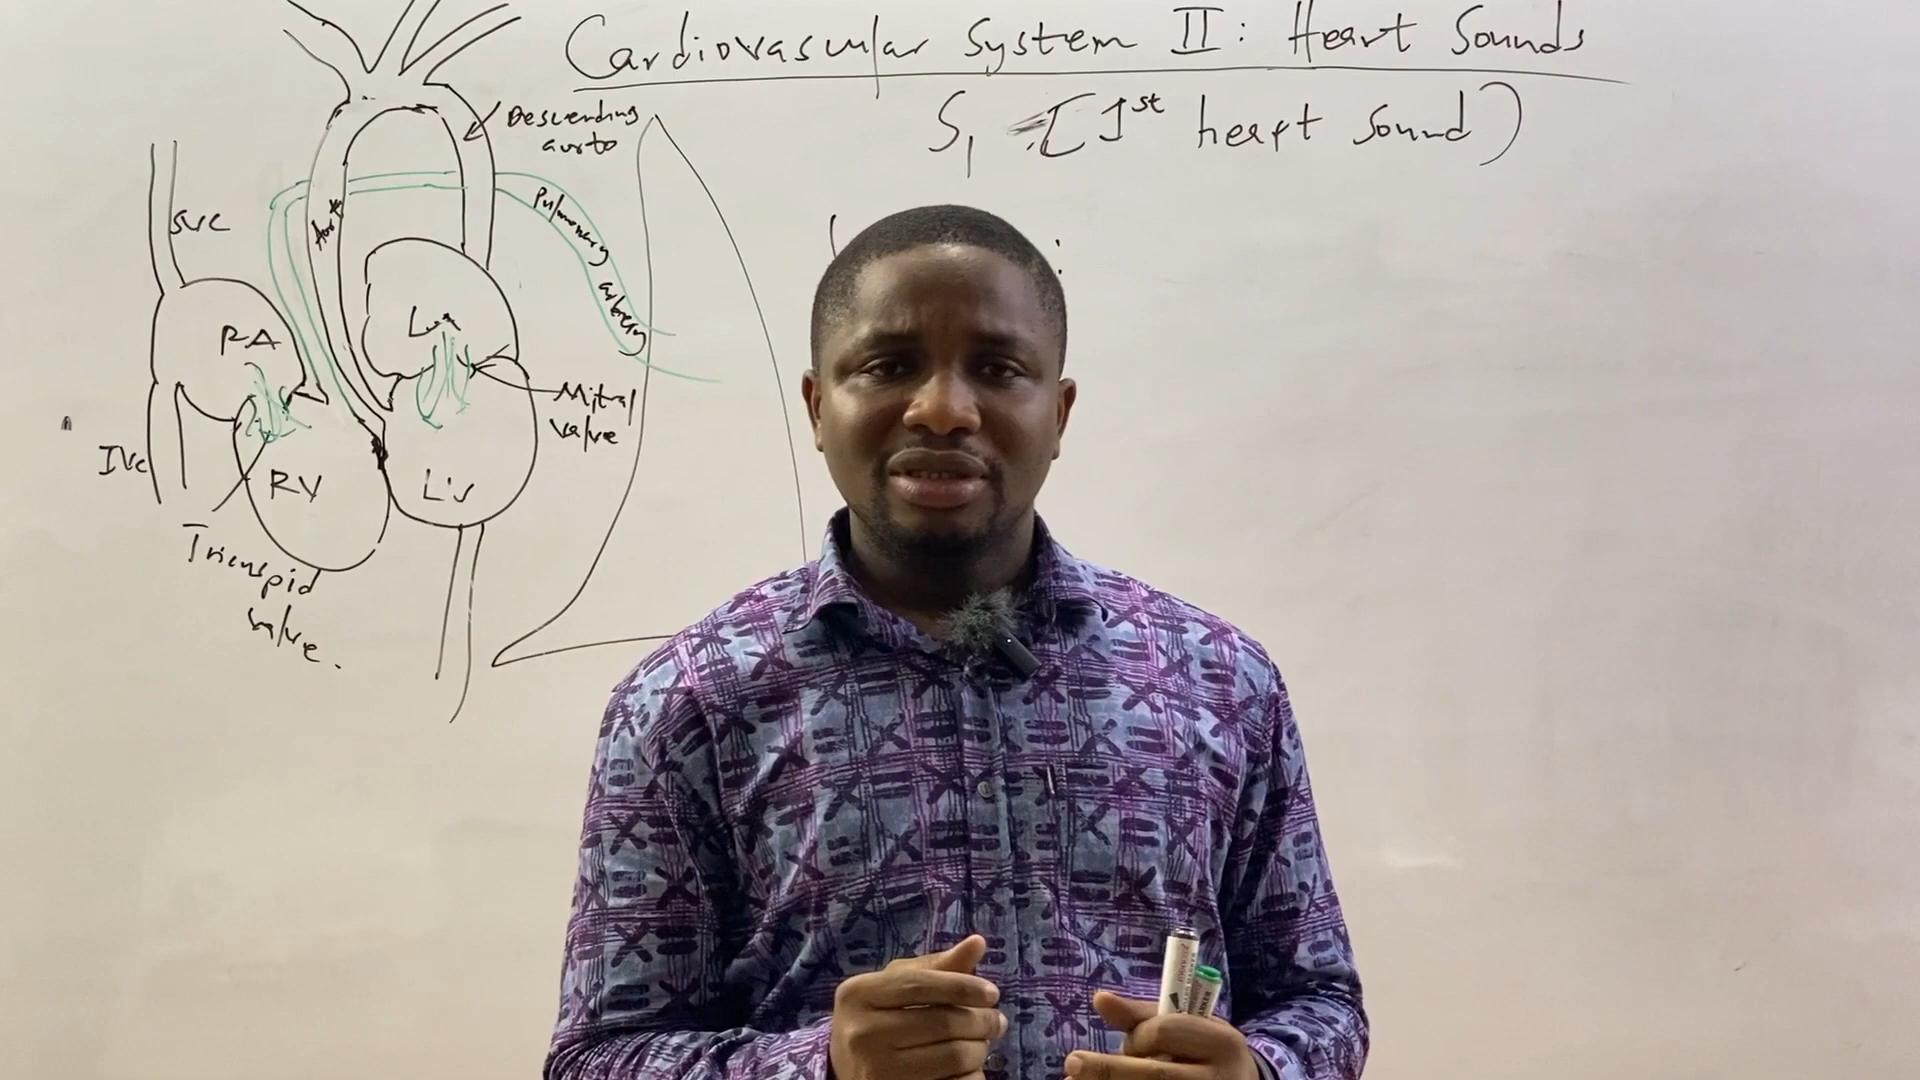 Cardiovascular System II: Heart Sounds
S1 [1st heart sound)
Descending
aorta
SVC
Pulmonary artery
Aorta
RA
Mitral
valve
IVC
RV
LV
Tricuspid
valve.